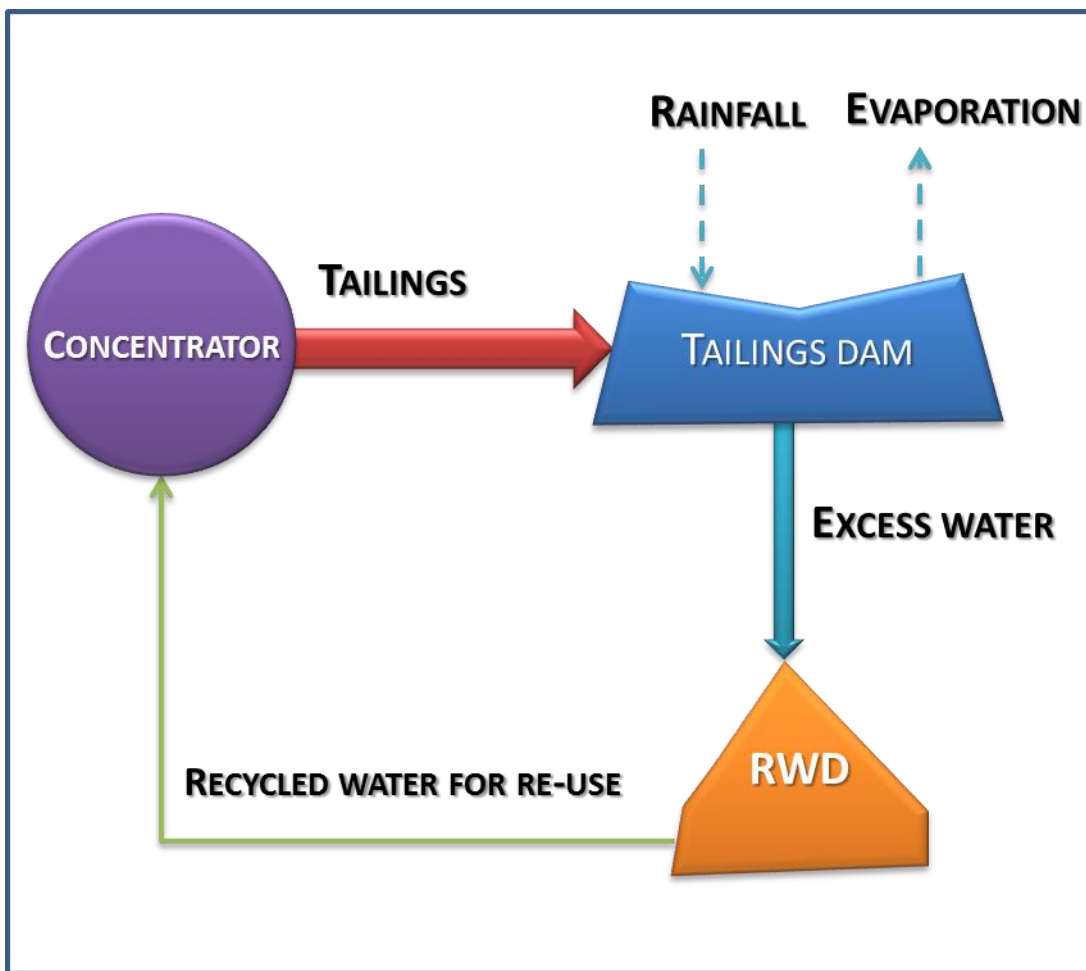 RAINFALL
EVAPORATION
TAILINGS
CONCENTRATOR
TAILINGS DAM
EXCESS WATER
RWD
RECYCLED WATER FOR RE-USE